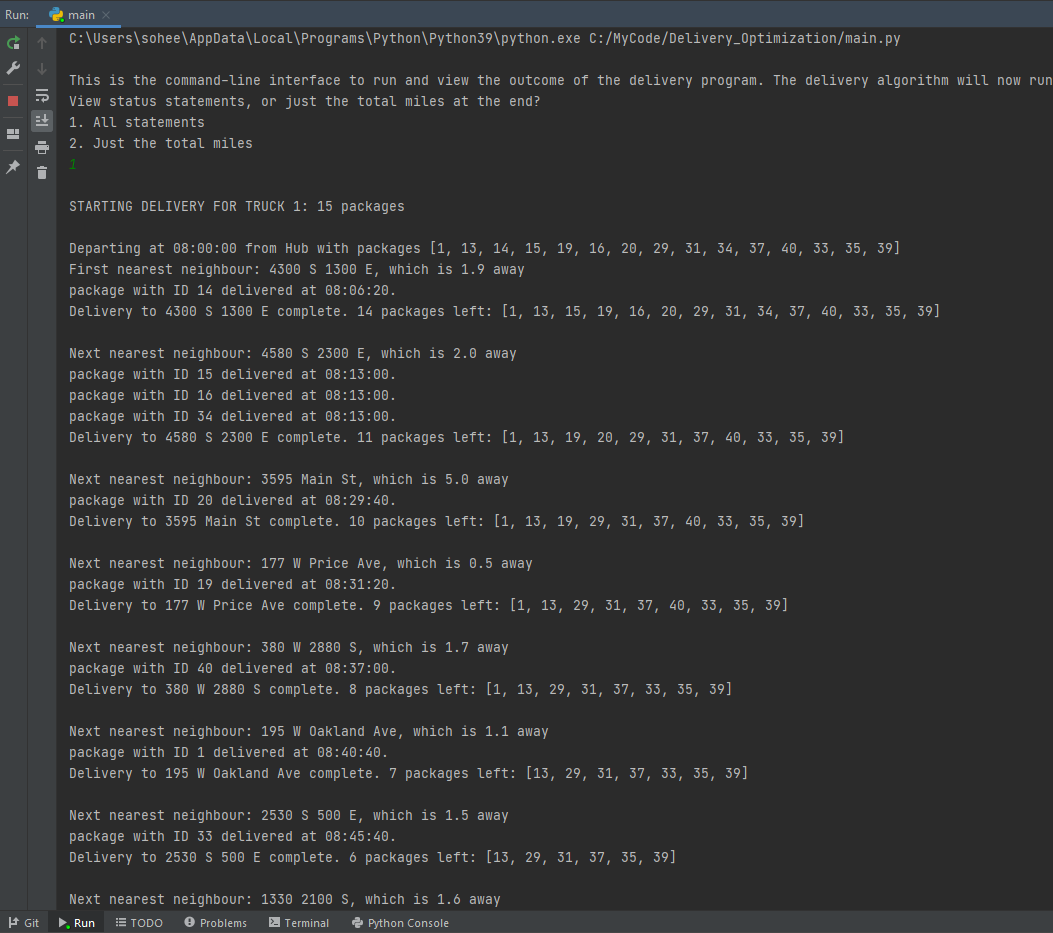 Run: main
C:\Users\sohee\AppData\Local\Programs\Python\Python39\python.exe C:/MyCode/Delivery_Optimization/main.py
This is the command-line interface to run and view the outcome of the delivery program. The delivery algorithm will now run
View status statements, or just the total miles at the end?
1. All statements
2. Just the total miles
1
STARTING DELIVERY FOR TRUCK 1: 15 packages
Departing at 08:00:00 from Hub with packages [1, 13, 14, 15, 19, 16, 20, 29, 31, 34, 37, 40, 33, 35, 39]
First nearest neighbour: 4300 S 1300 E, which is 1.9 away
package with ID 14 delivered at 08:06:20.
Delivery to 4300 S 1300 E complete. 14 packages left: [1, 13, 15, 19, 16, 20, 29, 31, 34, 37, 40, 33, 35, 39]
Next nearest neighbour: 4580 S 2300 E, which is 2.0 away
package with ID 15 delivered at 08:13:00.
package with ID 16 delivered at 08:13:00.
package with ID 34 delivered at 08:13:00.
Delivery to 4580 S 2300 E complete. 11 packages left: [1, 13, 19, 20, 29, 31, 37, 40, 33, 35, 39]
Next nearest neighbour: 3595 Main St, which is 5.0 away
package with ID 20 delivered at 08:29:40.
Delivery to 3595 Main St complete. 10 packages left: [1, 13, 19, 29, 31, 37, 40, 33, 35, 39]
Next nearest neighbour: 177 W Price Ave, which is 0.5 away
package with ID 19 delivered at 08:31:20.
Delivery to 177 W Price Ave complete. 9 packages left: [1, 13, 29, 31, 37, 40, 33, 35, 39]
Next nearest neighbour: 380 W 2880 S, which is 1.7 away
package with ID 40 delivered at 08:37:00.
Delivery to 380 W 2880 S complete. 8 packages left: [1, 13, 29, 31, 37, 33, 35, 39]
Next nearest neighbour: 195 W Oakland Ave, which is 1.1 away
package with ID 1 delivered at 08:40:40.
Delivery to 195 W Oakland Ave complete. 7 packages left: [13, 29, 31, 37, 33, 35, 39]
Next nearest neighbour: 2530 S 500 E, which is 1.5 away
package with ID 33 delivered at 08:45:40.
Delivery to 2530 S 500 E complete. 6 packages left: [13, 29, 31, 37, 35, 39]
Next nearest neighbour: 1330 2100 S, which is 1.6 away
Git Run TODO Problems Terminal Python Console